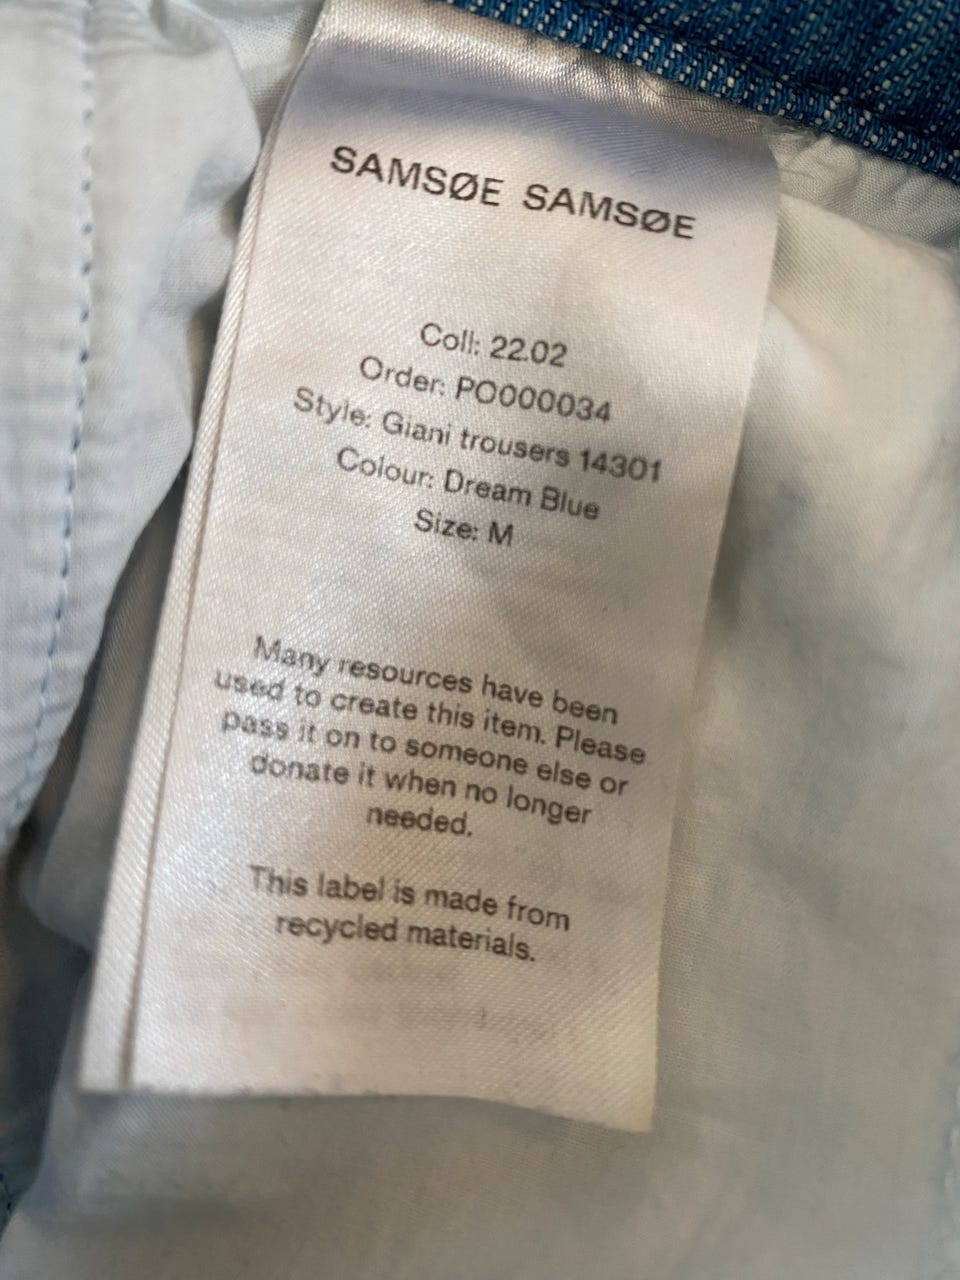 SAMSØE SAMSØE
Coll: 22.02
Order: PO000034
Style: Giani trousers 14301
Colour: Dream Blue
Size: M
Many resources have been
used to create this item. Please
pass it on to someone else or
donate it when no longer
needed.
This label is made from
recycled materials.